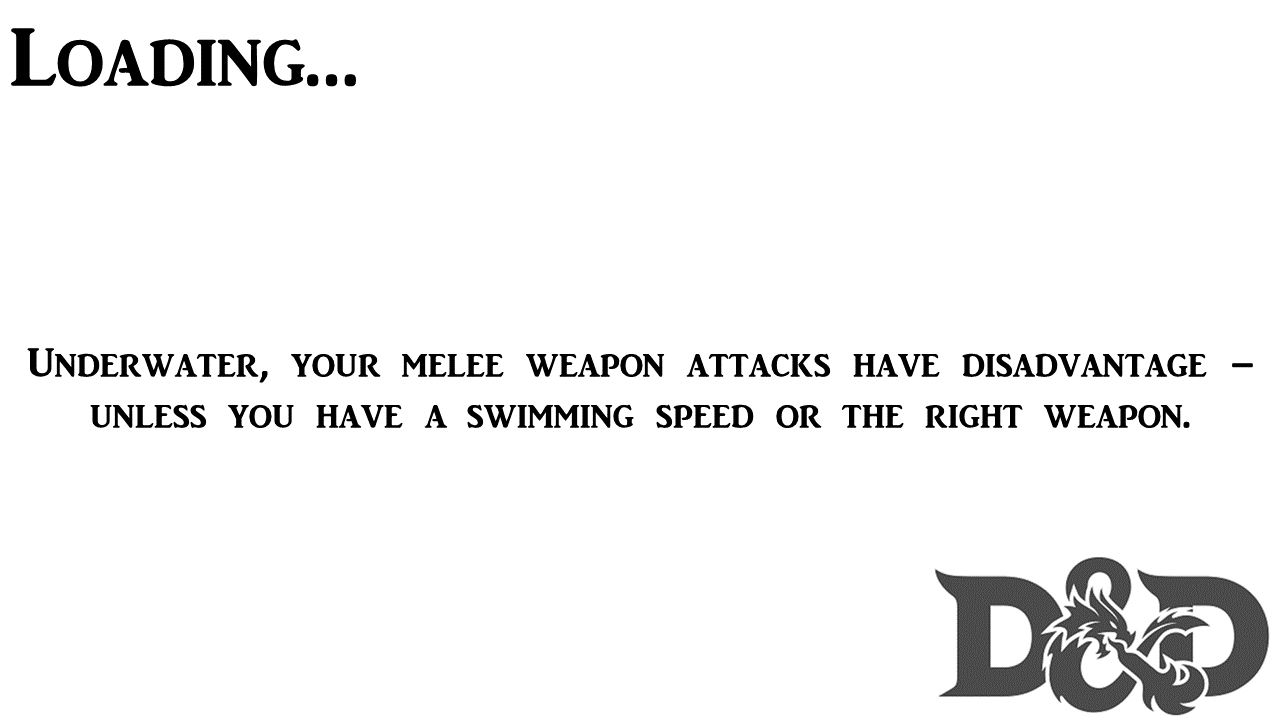 Loading...
Underwater, your melee weapon attacks have disadvantage –
unless you have a swimming speed or the right weapon.
D&D